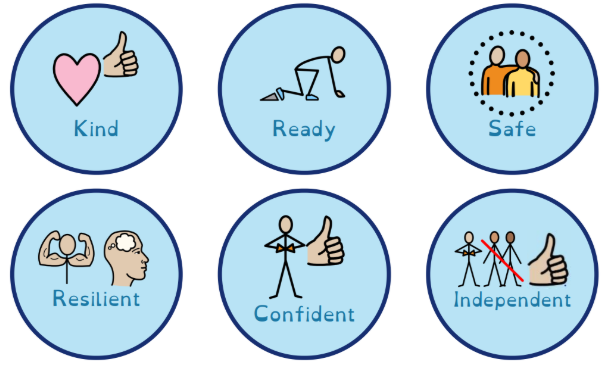 Kind
Ready
Safe
Resilient
Confident
Independent